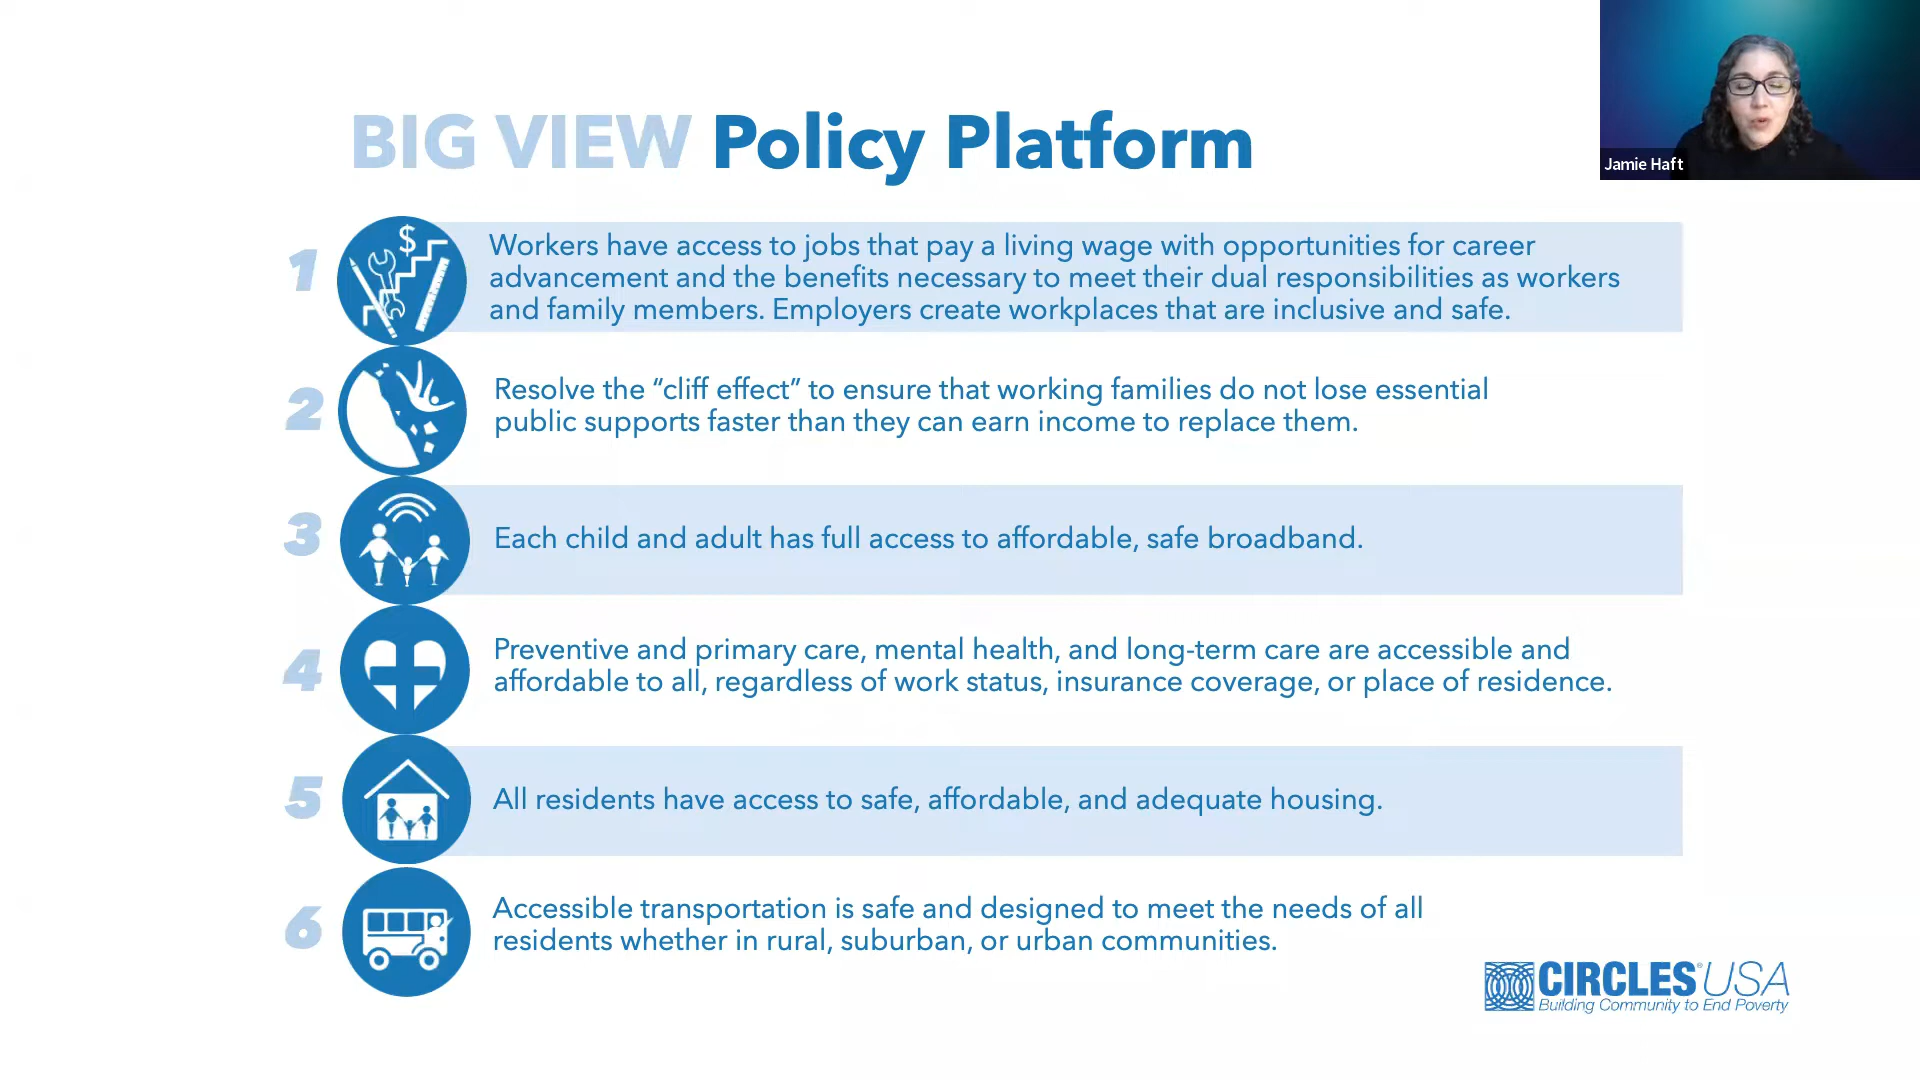 BIG VIEW Policy Platform
Jamie Haft
1
$
Workers have access to jobs that pay a living wage with opportunities for career
advancement and the benefits necessary to meet their dual responsibilities as workers
and family members. Employers create workplaces that are inclusive and safe.
2
Resolve the “cliff effect” to ensure that working families do not lose essential
public supports faster than they can earn income to replace them.
3
Each child and adult has full access to affordable, safe broadband.
4
Preventive and primary care, mental health, and long-term care are accessible and
affordable to all, regardless of work status, insurance coverage, or place of residence.
5
All residents have access to safe, affordable, and adequate housing.
6
Accessible transportation is safe and designed to meet the needs of all
residents whether in rural, suburban, or urban communities.
CIRCLES® USA
Building Community to End Poverty